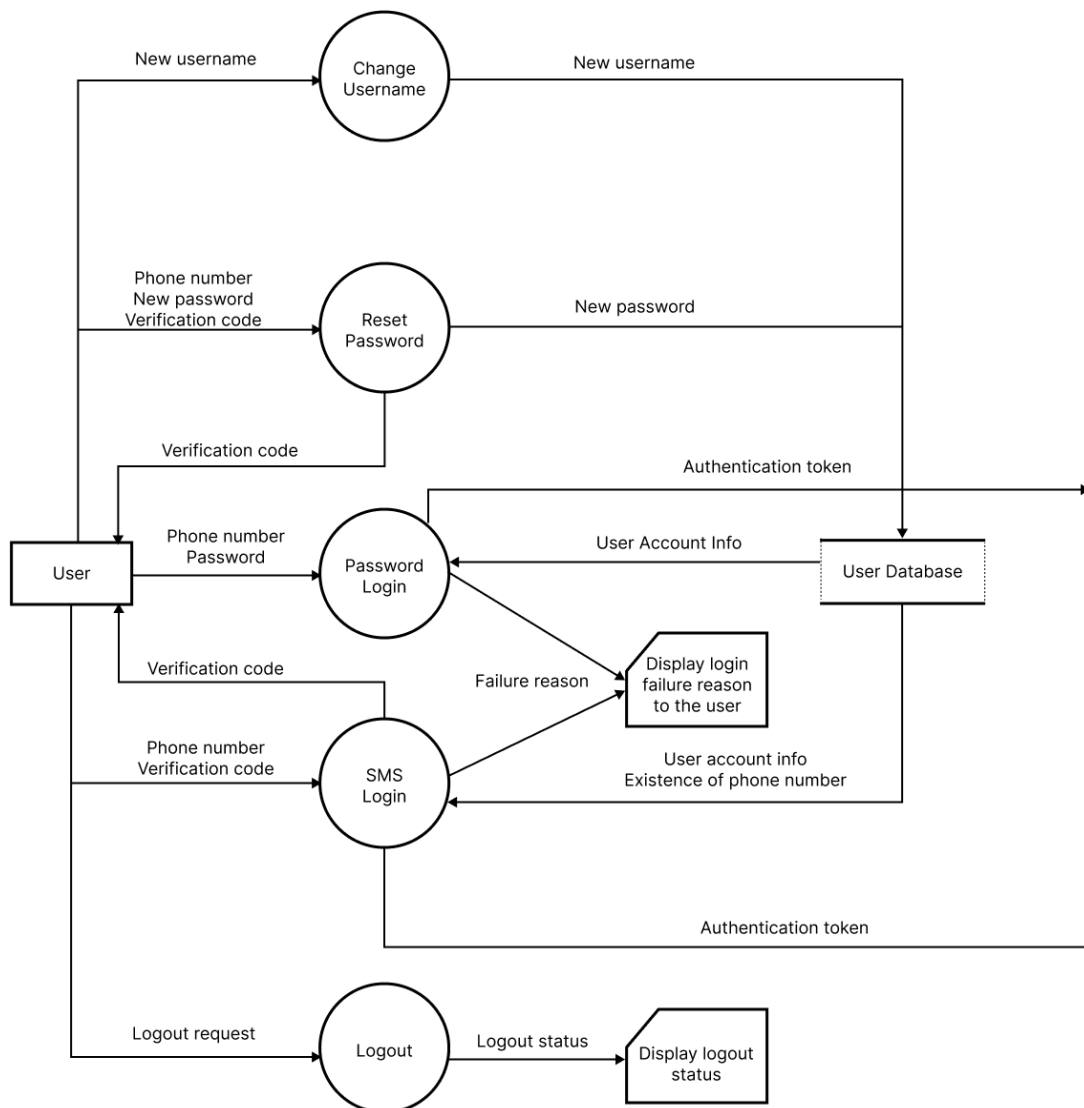 New username
Change
Username
New username
Phone number
New password
Verification code
Reset
Password
New password
Verification code
Authentication token
User
Phone number
Password
Password
Login
User Account Info
User Database
Verification code
Failure reason
Display login
failure reason
to the user
Phone number
Verification code
SMS
Login
User account info
Existence of phone number
Authentication token
Logout request
Logout
Logout status
Display logout
status